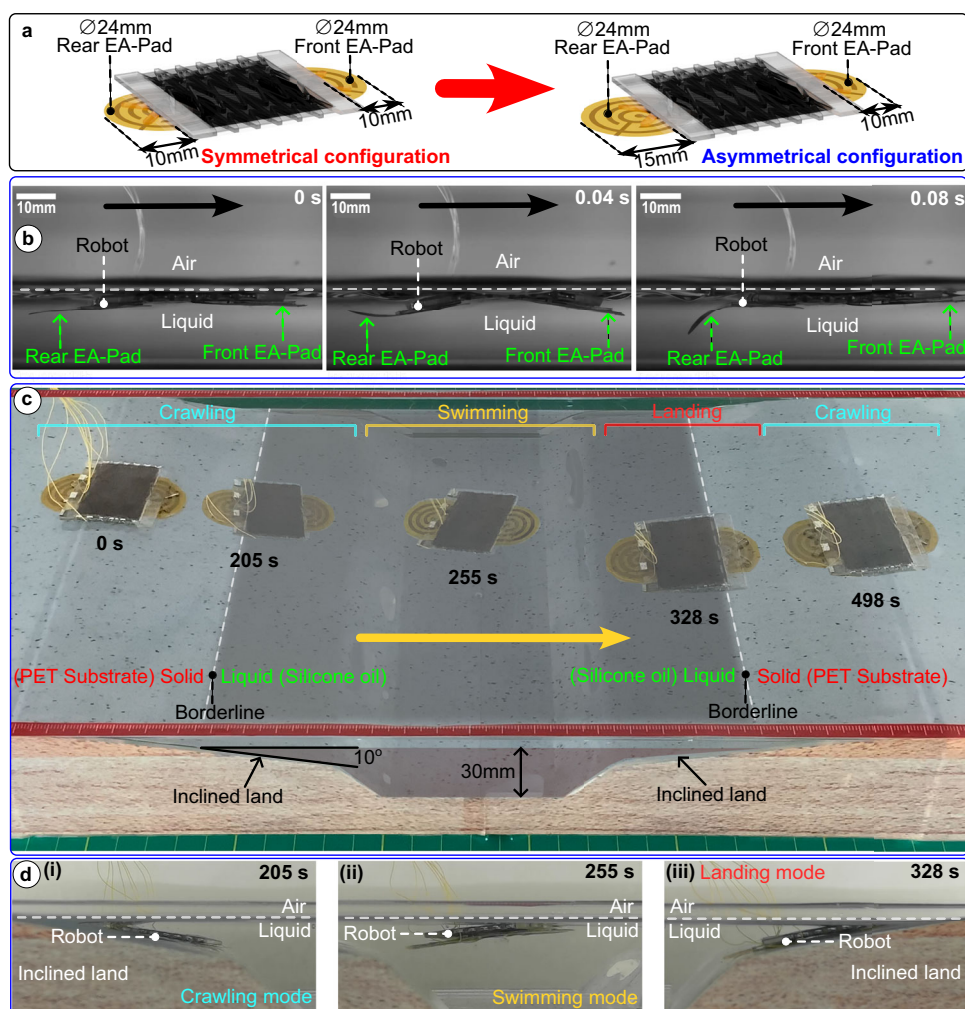 a
Ø24mm
Rear EA-Pad
Ø24mm
Front EA-Pad
10mm
10mm
Symmetrical configuration
Ø24mm
Rear EA-Pad
Ø24mm
Front EA-Pad
15mm
10mm
Asymmetrical configuration
b
10mm
0 s
Robot
Air
Liquid
Rear EA-Pad
Front EA-Pad
10mm
0.04 s
Robot
Air
Liquid
Rear EA-Pad
Front EA-Pad
10mm
0.08 s
Robot
Air
Liquid
Rear EA-Pad
Front EA-Pad
c
Crawling
Swimming
Landing
Crawling
0 s
205 s
255 s
328 s
498 s
(PET Substrate) Solid
Liquid (Silicone oil)
(Silicone oil) Liquid
Solid (PET Substrate)
Borderline
Borderline
10o
30mm
Inclined land
Inclined land
d
(i)
205 s
Air
Liquid
Robot
Inclined land
Crawling mode
(ii)
255 s
Air
Liquid
Robot
Swimming mode
(iii)
Landing mode
328 s
Air
Liquid
Robot
Inclined land